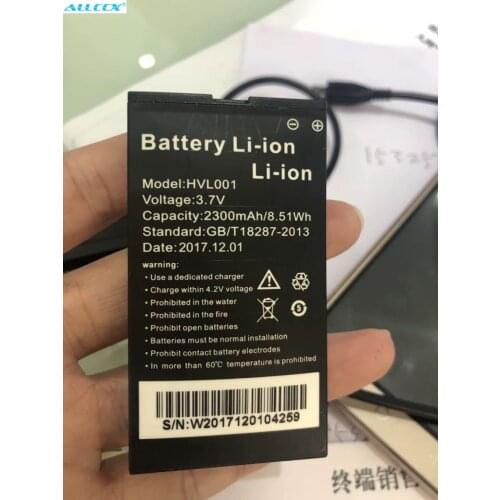 ALLCCX
Battery Li-ion
Li-ion
Model:HVL001
Voltage:3.7V
Capacity:2300mAh/8.51Wh
Standard:GB/T18287-2013
Date:2017.12.01
warning:
• Use a dedicated charger
• Charge within 4.2V voltage
• Prohibited in the water
• Prohibited in the fire
• Prohibit open batteries
• Batteries must be normal installation
• Prohibit contact battery electrodes
• In more than 60℃ temperature is prohibited
S/N:W2017120104259
终端销售